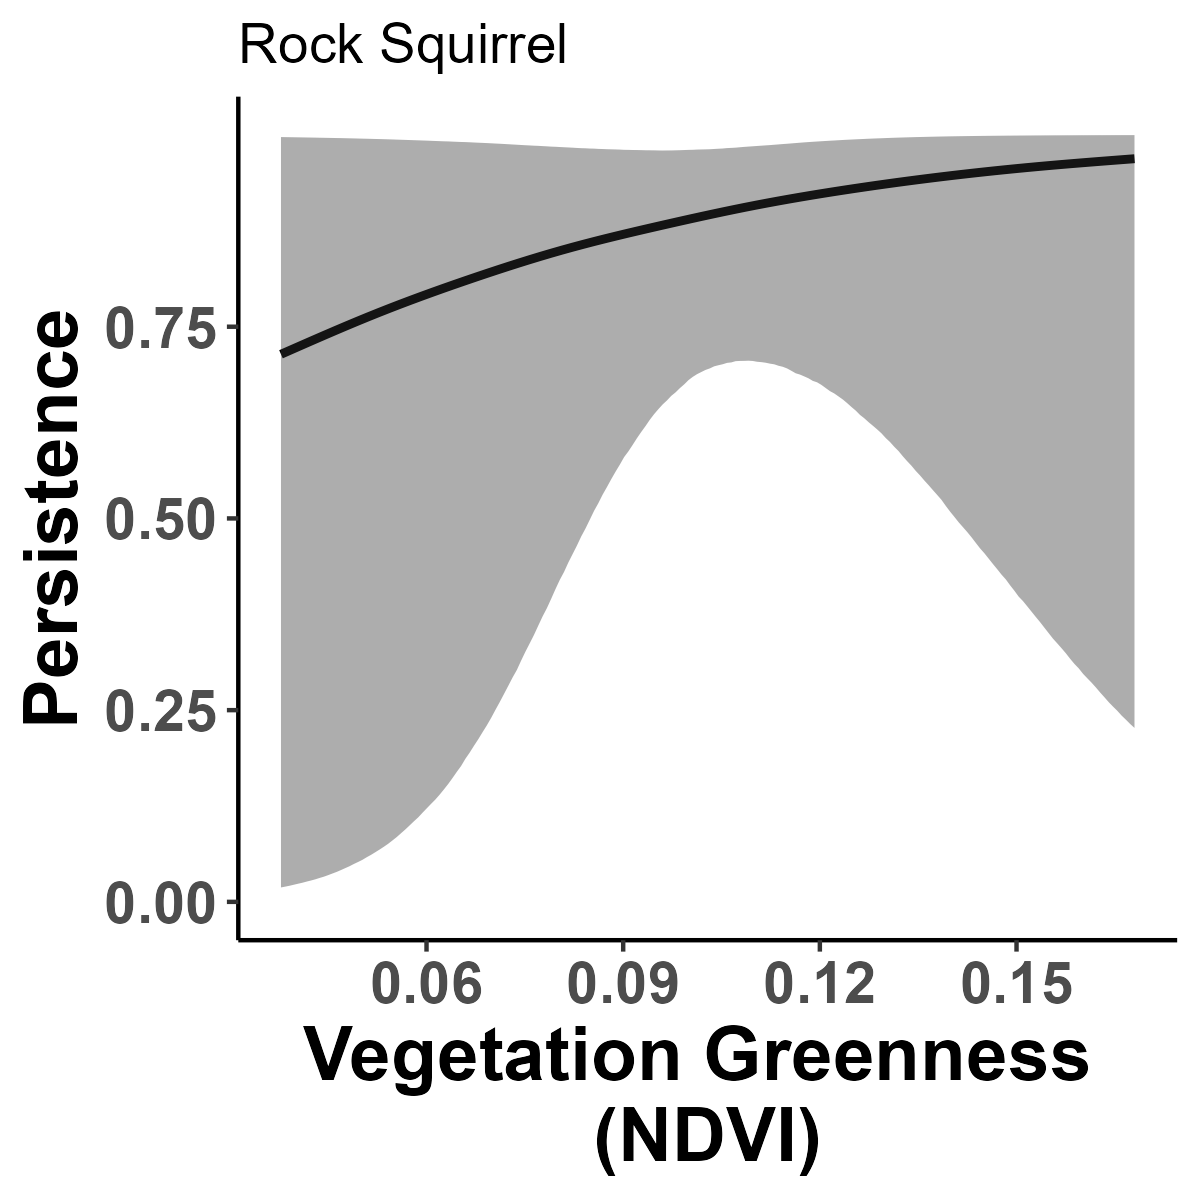 Rock Squirrel
Persistence
0.75
0.50
0.25
0.00
0.06 0.09 0.12 0.15
Vegetation Greenness
(NDVI)